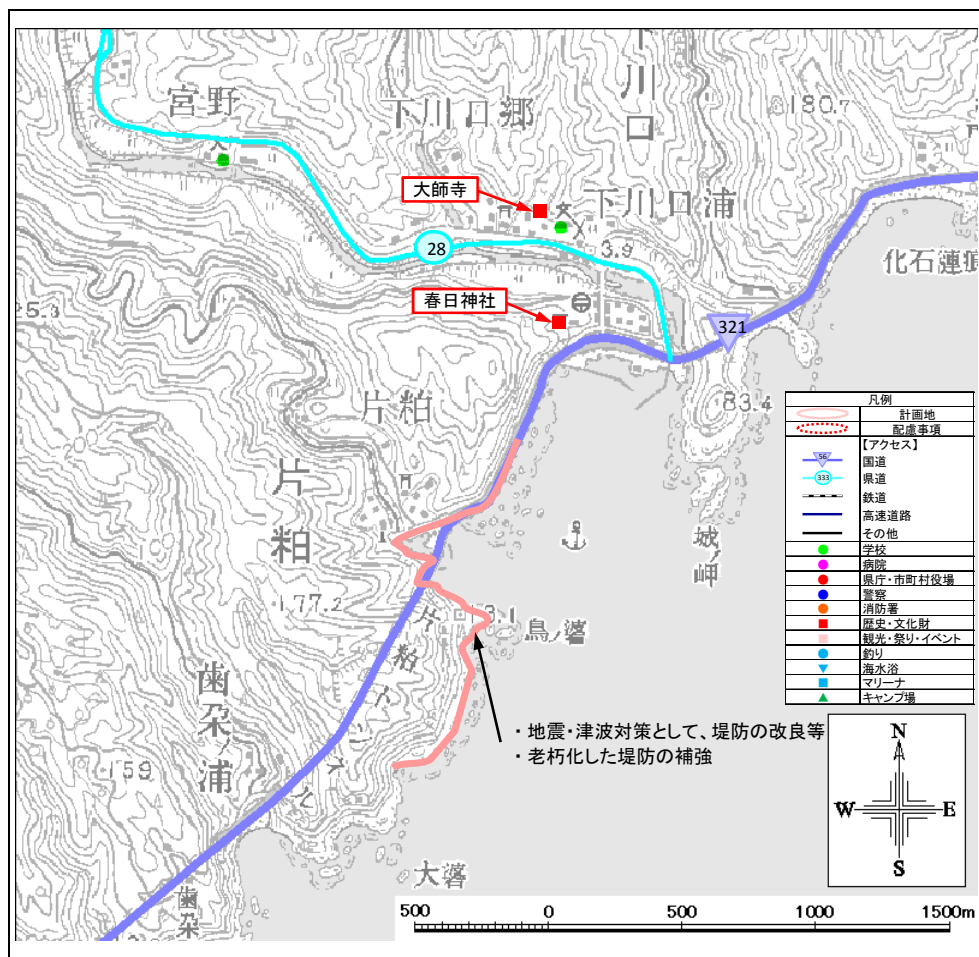 宮野
下川口郷
川口
180.7
大師寺
下川口浦
3.9
化石漣痕
28
春日神社
321
25.3
83.4
片粕
片粕
城ノ岬
177.2
3.1
歯朶ノ浦
159
大碆
歯朶
凡例
計画地
配慮事項
【アクセス】
56
国道
333
県道
鉄道
高速道路
その他
学校
病院
県庁・市町村役場
警察
消防署
歴史・文化財
観光・祭り・イベント
釣り
海水浴
マリーナ
キャンプ場
・地震・津波対策として、堤防の改良等
・老朽化した堤防の補強
N
W
E
S
500 0 500 1000 1500m